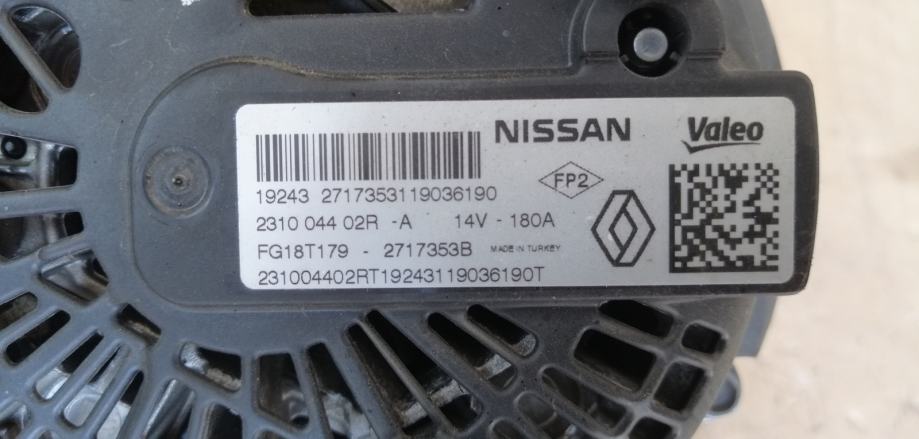 NISSAN
Valeo
19243 2717353119036190
FP2
2310 044 02R -A 14V - 180A
FG18T179 - 2717353B MADE IN TURKEY
231004402RT19243119036190T